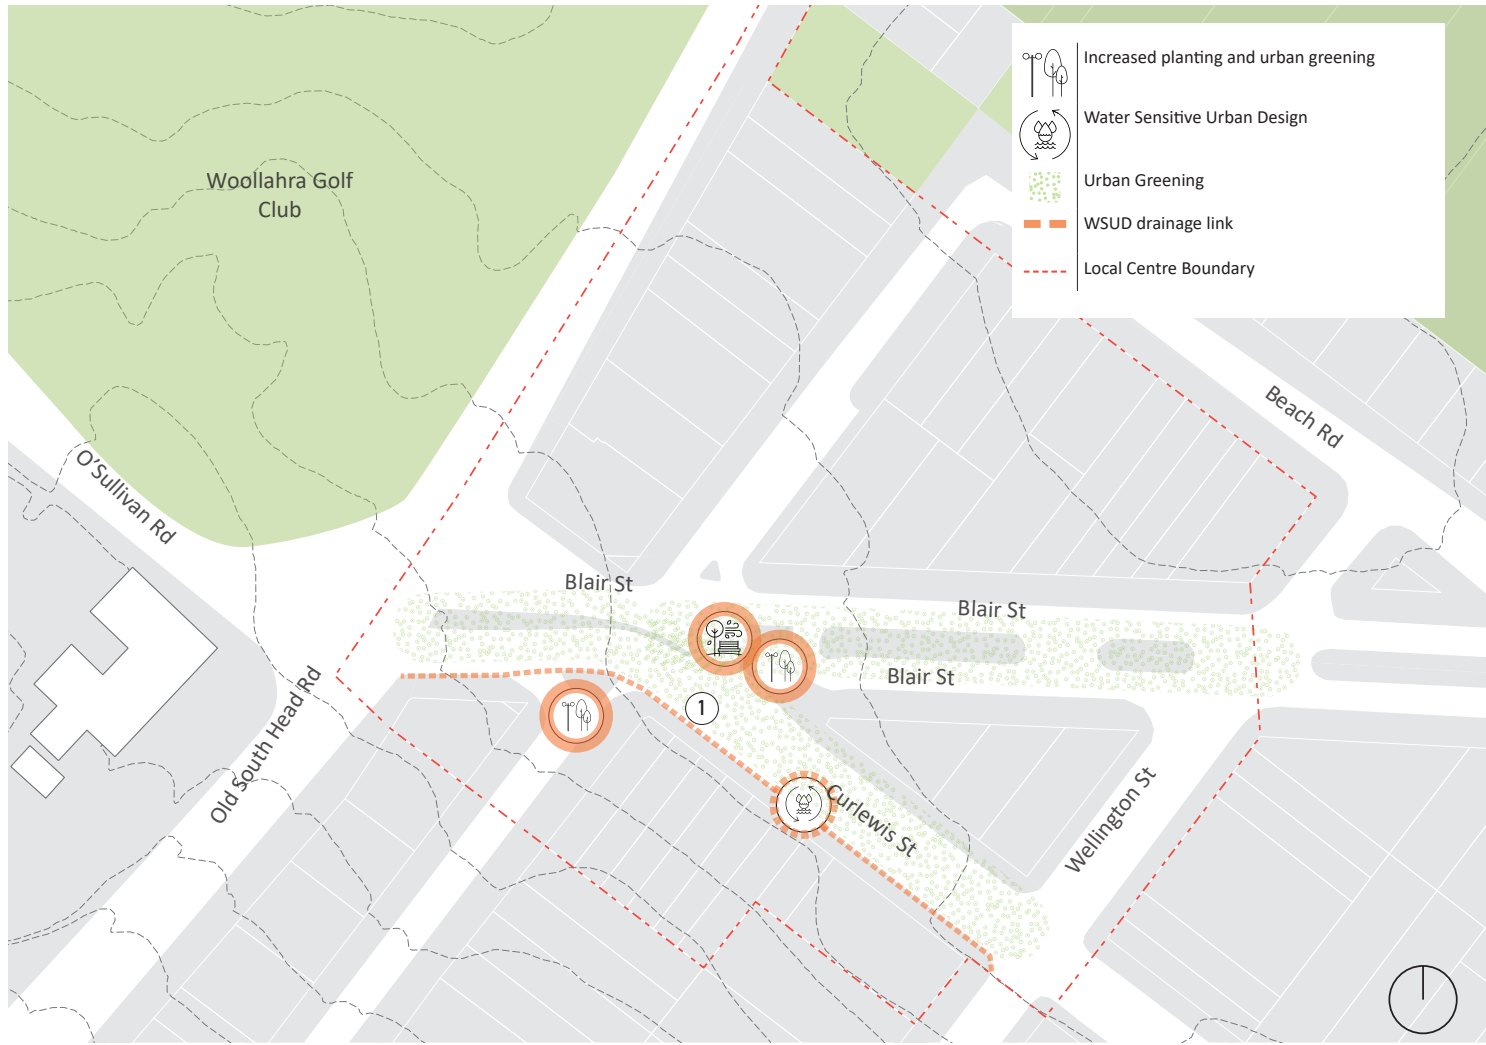 Increased planting and urban greening
Water Sensitive Urban Design
Urban Greening
WSUD drainage link
Local Centre Boundary
Woollahra Golf
Club
Beach Rd
O'Sullivan Rd
Blair St
Blair St
Blair St
Old South Head Rd
1
Curlewis St
Wellington St